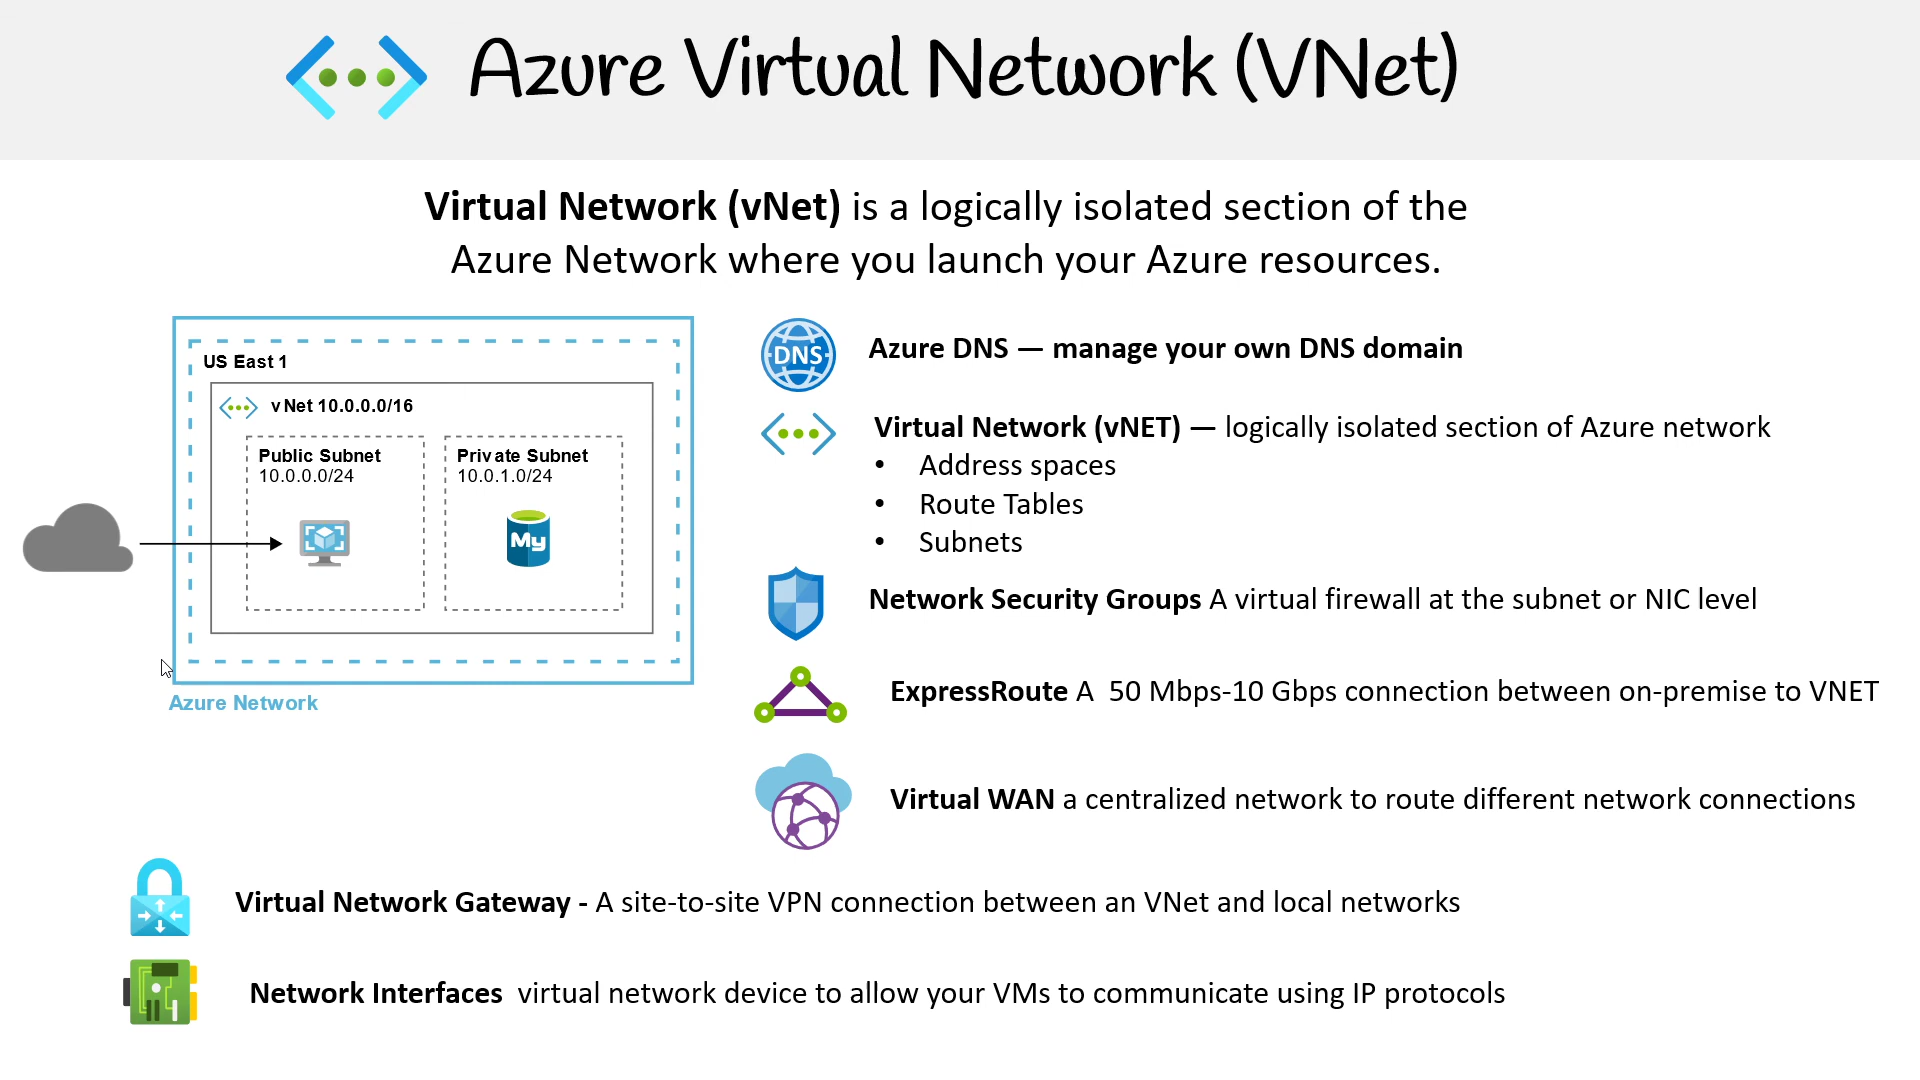 Azure Virtual Network (VNet)
Virtual Network (vNet) is a logically isolated section of the
Azure Network where you launch your Azure resources.
US East 1
vNet 10.0.0.0/16
Public Subnet
10.0.0.0/24
Private Subnet
10.0.1.0/24
My
Azure Network
DNS
Azure DNS — manage your own DNS domain
Virtual Network (vNET) — logically isolated section of Azure network
• Address spaces
• Route Tables
• Subnets
Network Security Groups A virtual firewall at the subnet or NIC level
ExpressRoute A 50 Mbps-10 Gbps connection between on-premise to VNET
Virtual WAN a centralized network to route different network connections
Virtual Network Gateway - A site-to-site VPN connection between an VNet and local networks
Network Interfaces virtual network device to allow your VMs to communicate using IP protocols